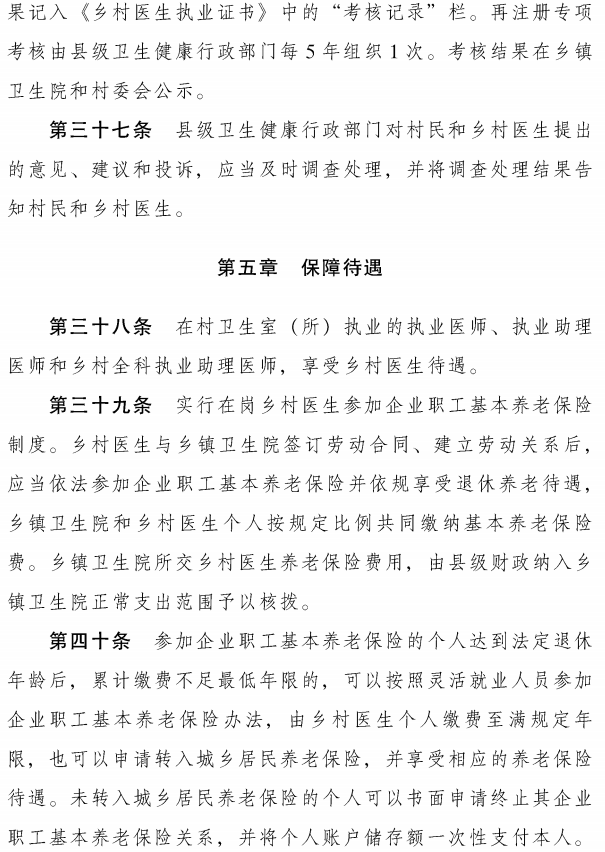 果记入《乡村医生执业证书》中的“考核记录”栏。再注册专项
考核由县级卫生健康行政部门每 5 年组织 1 次。考核结果在乡镇
卫生院和村委会公示。
第三十七条　县级卫生健康行政部门对村民和乡村医生提出
的意见、建议和投诉，应当及时调查处理，并将调查处理结果告
知村民和乡村医生。
第五章　保障待遇
第三十八条　在村卫生室（所）执业的执业医师、执业助理
医师和乡村全科执业助理医师，享受乡村医生待遇。
第三十九条　实行在岗乡村医生参加企业职工基本养老保险
制度。乡村医生与乡镇卫生院签订劳动合同、建立劳动关系后，
应当依法参加企业职工基本养老保险并依规享受退休养老待遇，
乡镇卫生院和乡村医生个人按规定比例共同缴纳基本养老保险
费。乡镇卫生院所交乡村医生养老保险费用，由县级财政纳入乡
镇卫生院正常支出范围予以核拨。
第四十条　参加企业职工基本养老保险的个人达到法定退休
年龄后，累计缴费不足最低年限的，可以按照灵活就业人员参加
企业职工基本养老保险办法，由乡村医生个人缴费至满规定年
限，也可以申请转入城乡居民养老保险，并享受相应的养老保险
待遇。未转入城乡居民养老保险的个人可以书面申请终止其企业
职工基本养老保险关系，并将个人账户储存额一次性支付本人。